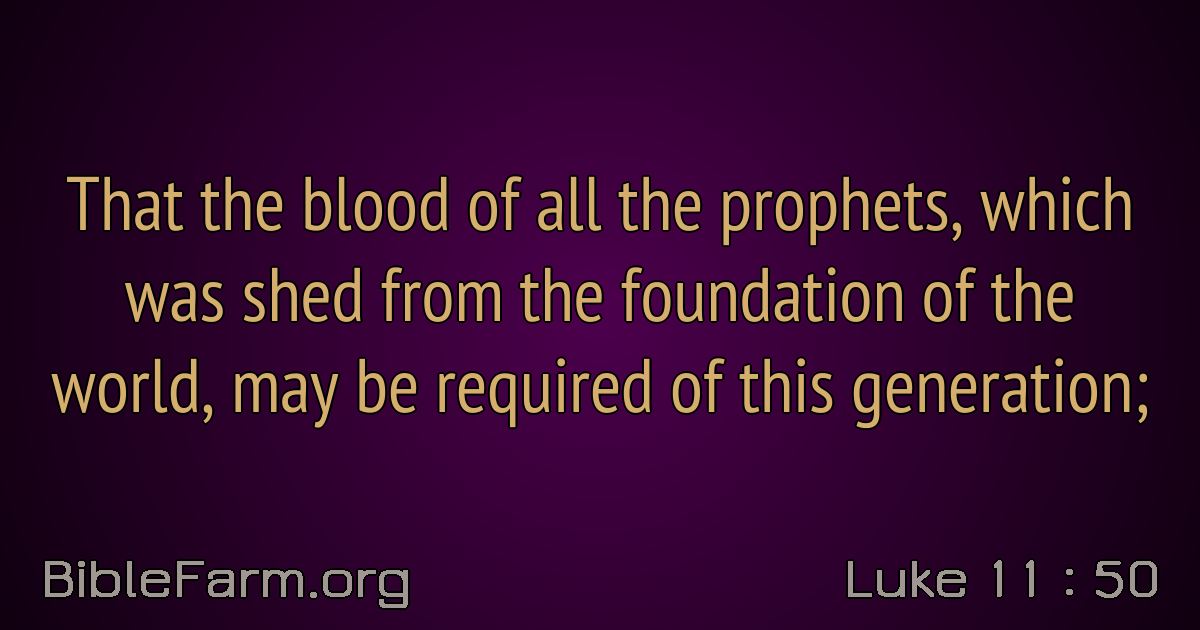 That the blood of all the prophets, which
was shed from the foundation of the
world, may be required of this generation;
BibleFarm.org
Luke 11 : 50